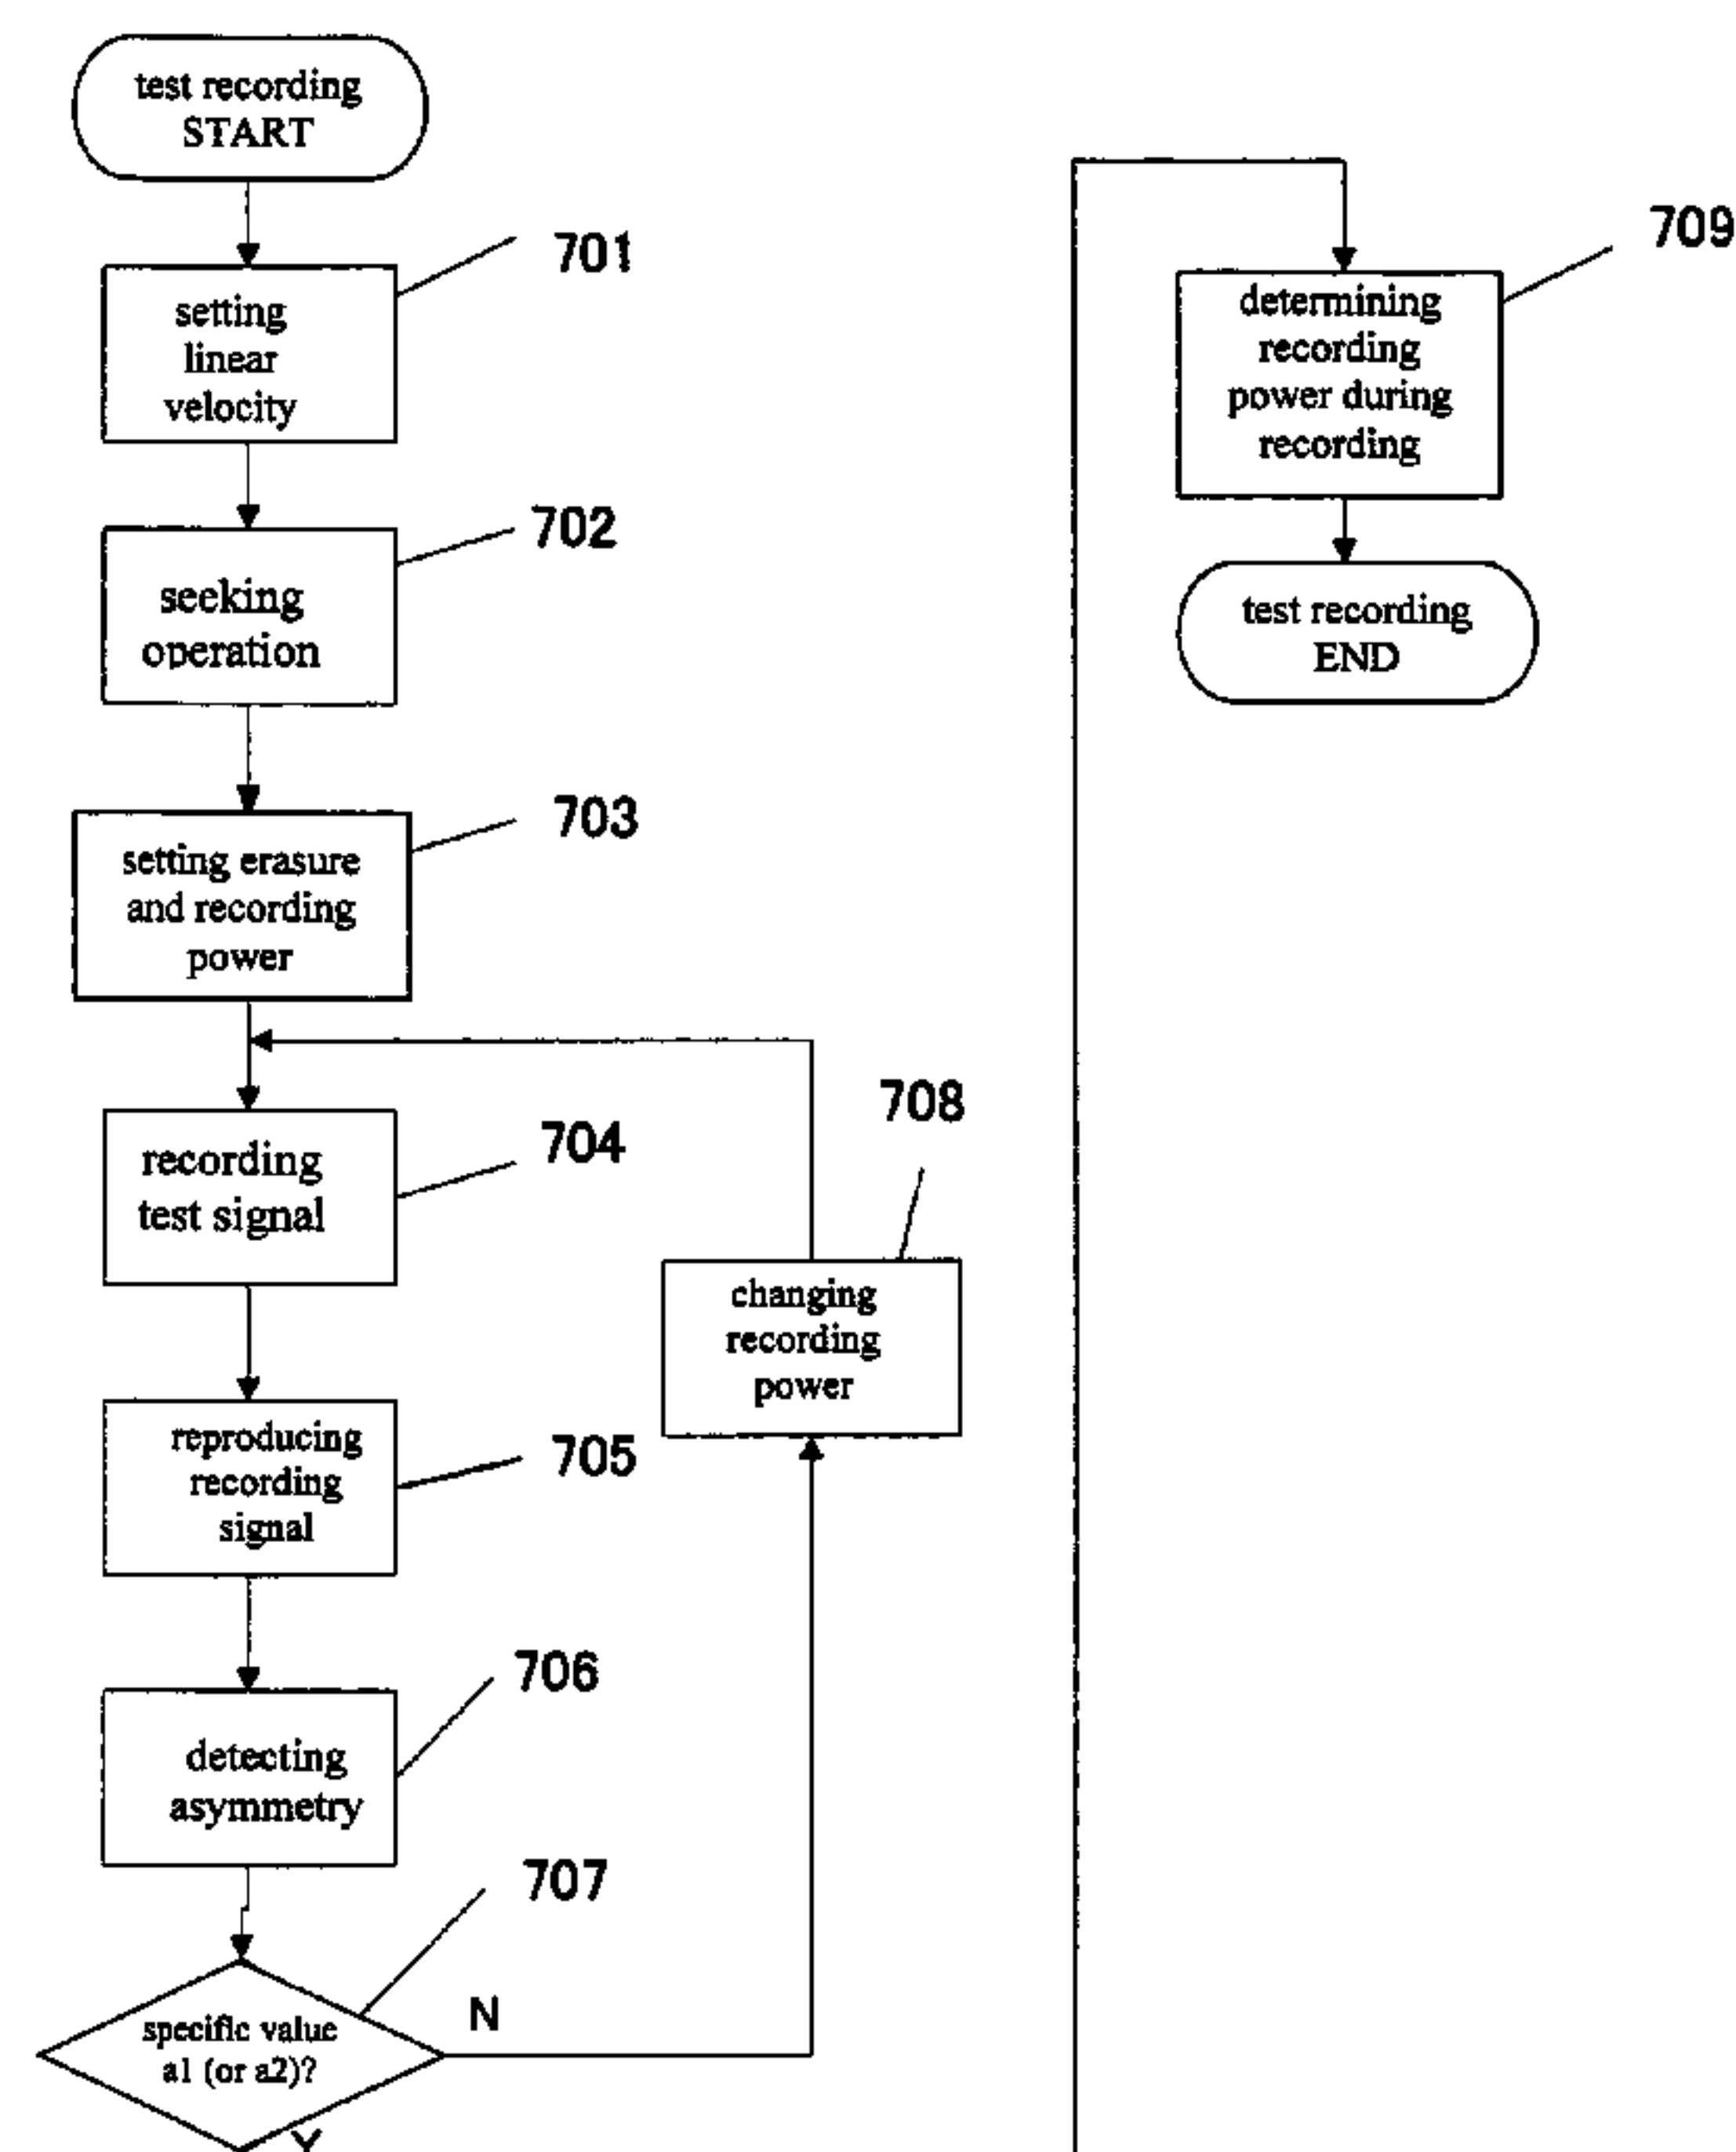 test recording
START
701
setting
linear
velocity
702
seeking
operation
703
setting erasure
and recording
power
704
recording
test signal
705
reproducing
recording
signal
706
detecting
asymmetry
707
specific value
a1 (or a2)?
N
Y
708
changing
recording
power
709
determining
recording
power during
recording
test recording
END